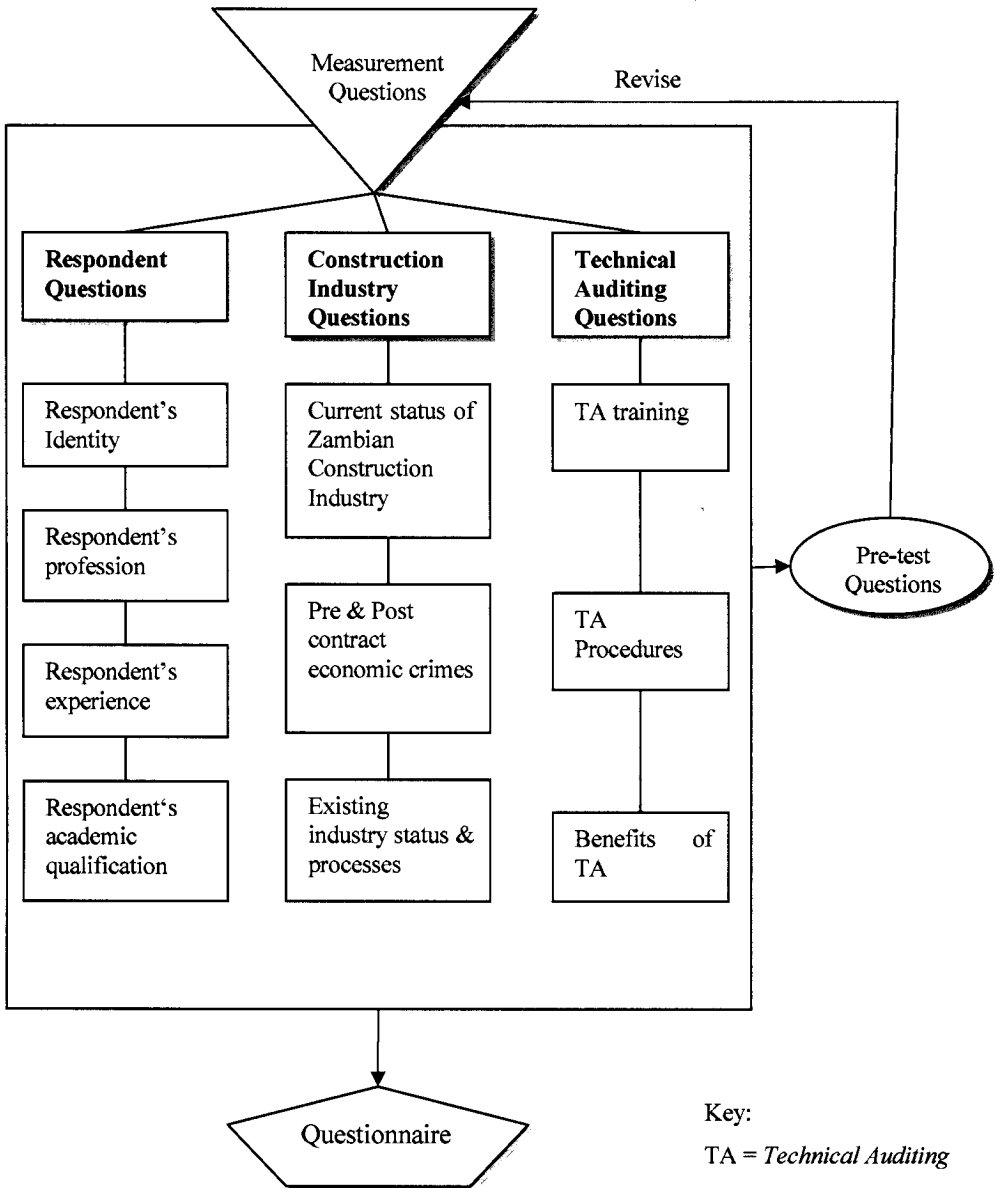 Measurement
Questions
Revise
Respondent
Questions
Respondent’s
Identity
Respondent’s
profession
Respondent’s
experience
Respondent‘s
academic
qualification
Construction
Industry
Questions
Current status of
Zambian
Construction
Industry
Pre & Post
contract
economic crimes
Existing
industry status &
processes
Technical
Auditing
Questions
TA training
TA
Procedures
Benefits of
TA
Pre-test
Questions
Questionnaire
Key:
TA = Technical Auditing